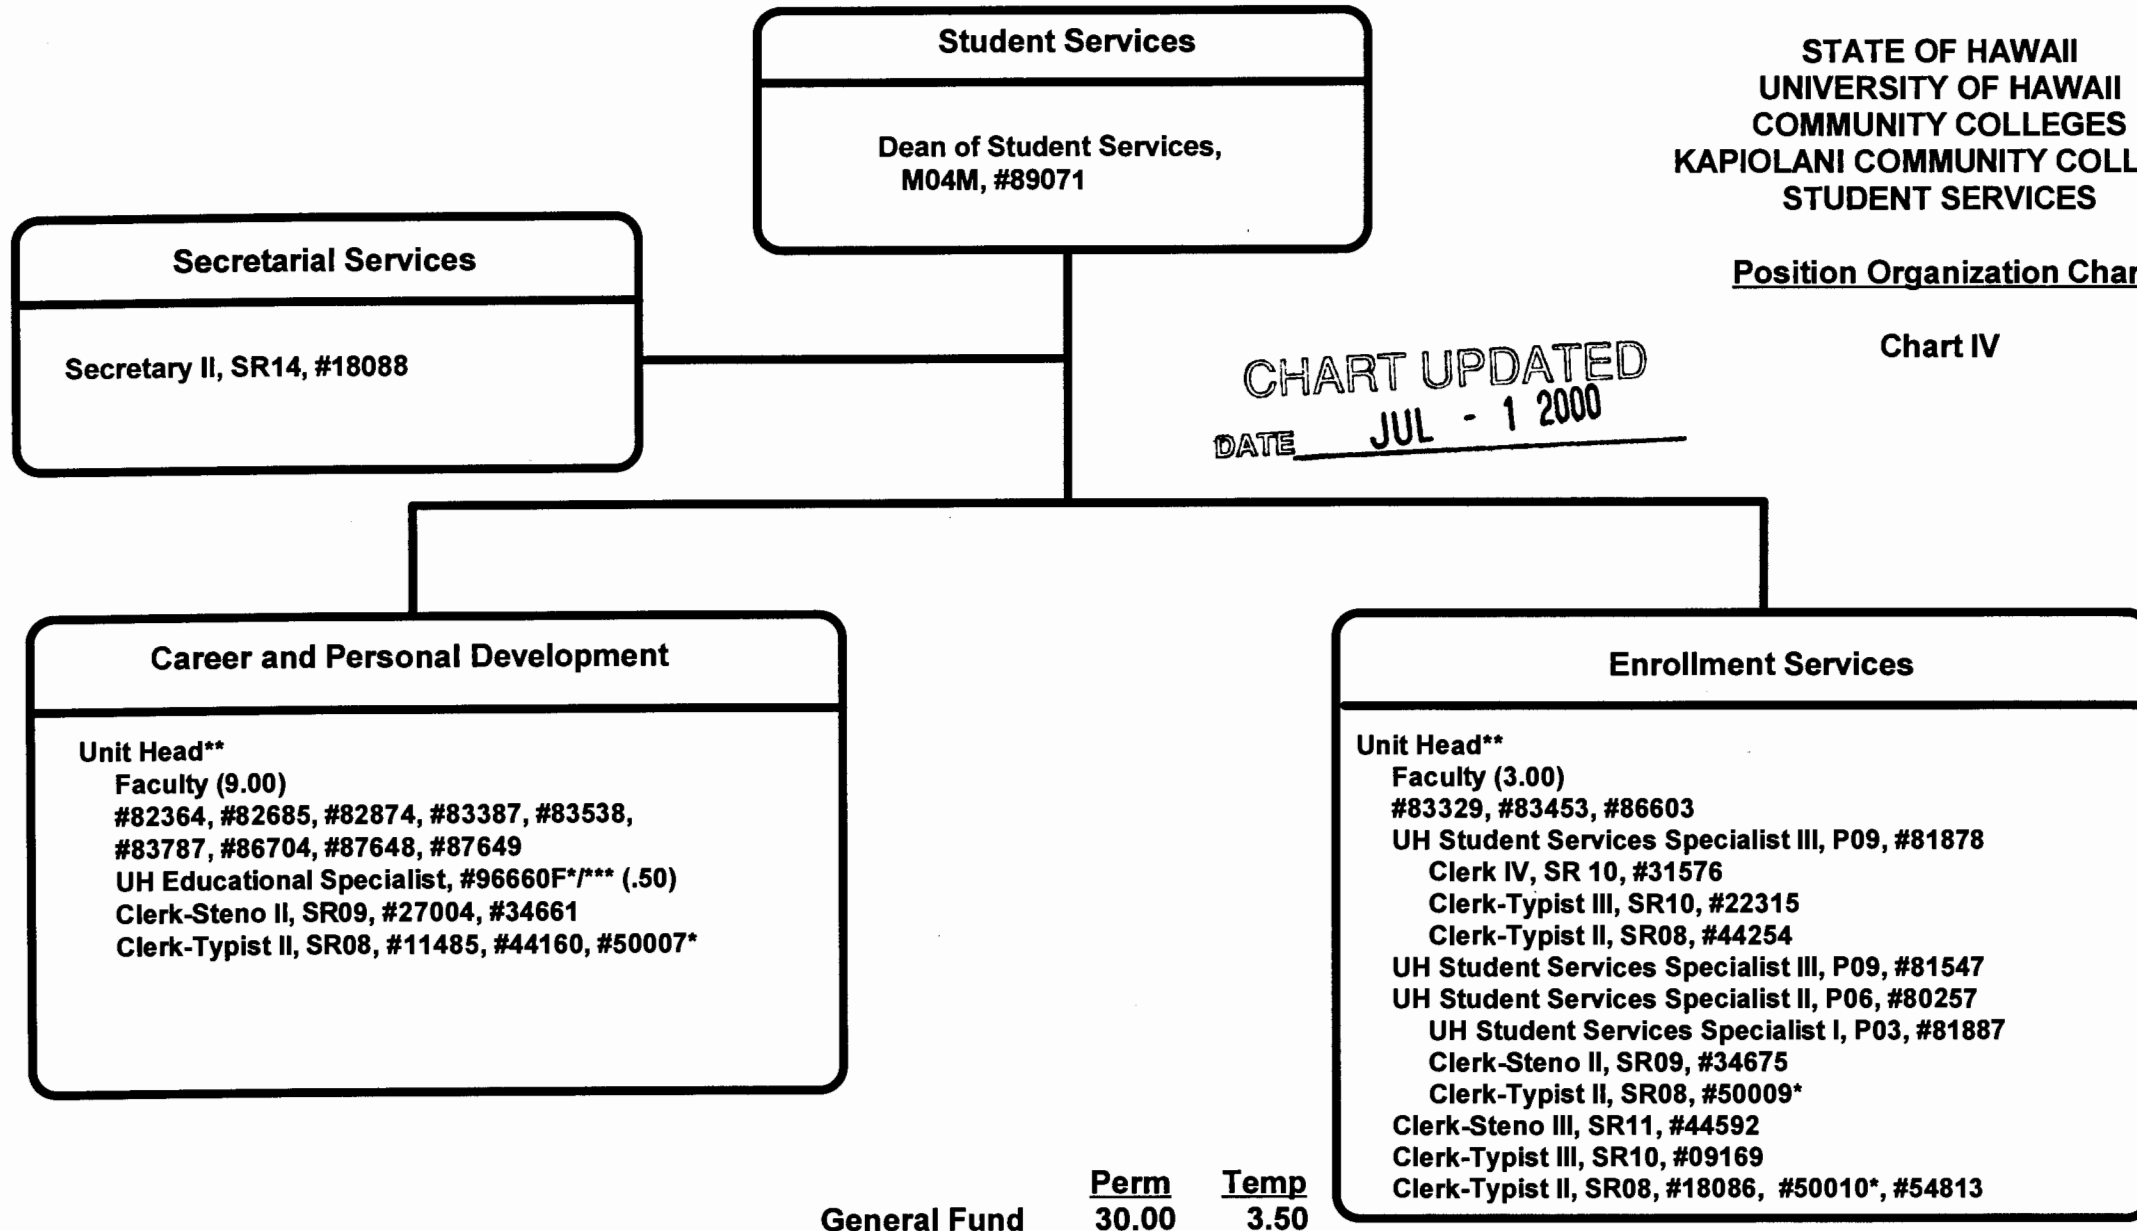 Student Services
Dean of Student Services,
M04M, #89071
STATE OF HAWAII
UNIVERSITY OF HAWAII
COMMUNITY COLLEGES
KAPIOLANI COMMUNITY COLL
STUDENT SERVICES
Position Organization Char
Chart IV
Secretarial Services
Secretary II, SR14, #18088
CHART UPDATED
DATE JUL - 1 2000
Career and Personal Development
Unit Head**
Faculty (9.00)
#82364, #82685, #82874, #83387, #83538,
#83787, #86704, #87648, #87649
UH Educational Specialist, #96660F*/*** (.50)
Clerk-Steno II, SR09, #27004, #34661
Clerk-Typist II, SR08, #11485, #44160, #50007*
Enrollment Services
Unit Head**
Faculty (3.00)
#83329, #83453, #86603
UH Student Services Specialist III, P09, #81878
Clerk IV, SR 10, #31576
Clerk-Typist III, SR10, #22315
Clerk-Typist II, SR08, #44254
UH Student Services Specialist III, P09, #81547
UH Student Services Specialist II, P06, #80257
UH Student Services Specialist I, P03, #81887
Clerk-Steno II, SR09, #34675
Clerk-Typist II, SR08, #50009*
Clerk-Steno III, SR11, #44592
Clerk-Typist III, SR10, #09169
Clerk-Typist II, SR08, #18086, #50010*, #54813
Perm Temp
General Fund 30.00 3.50